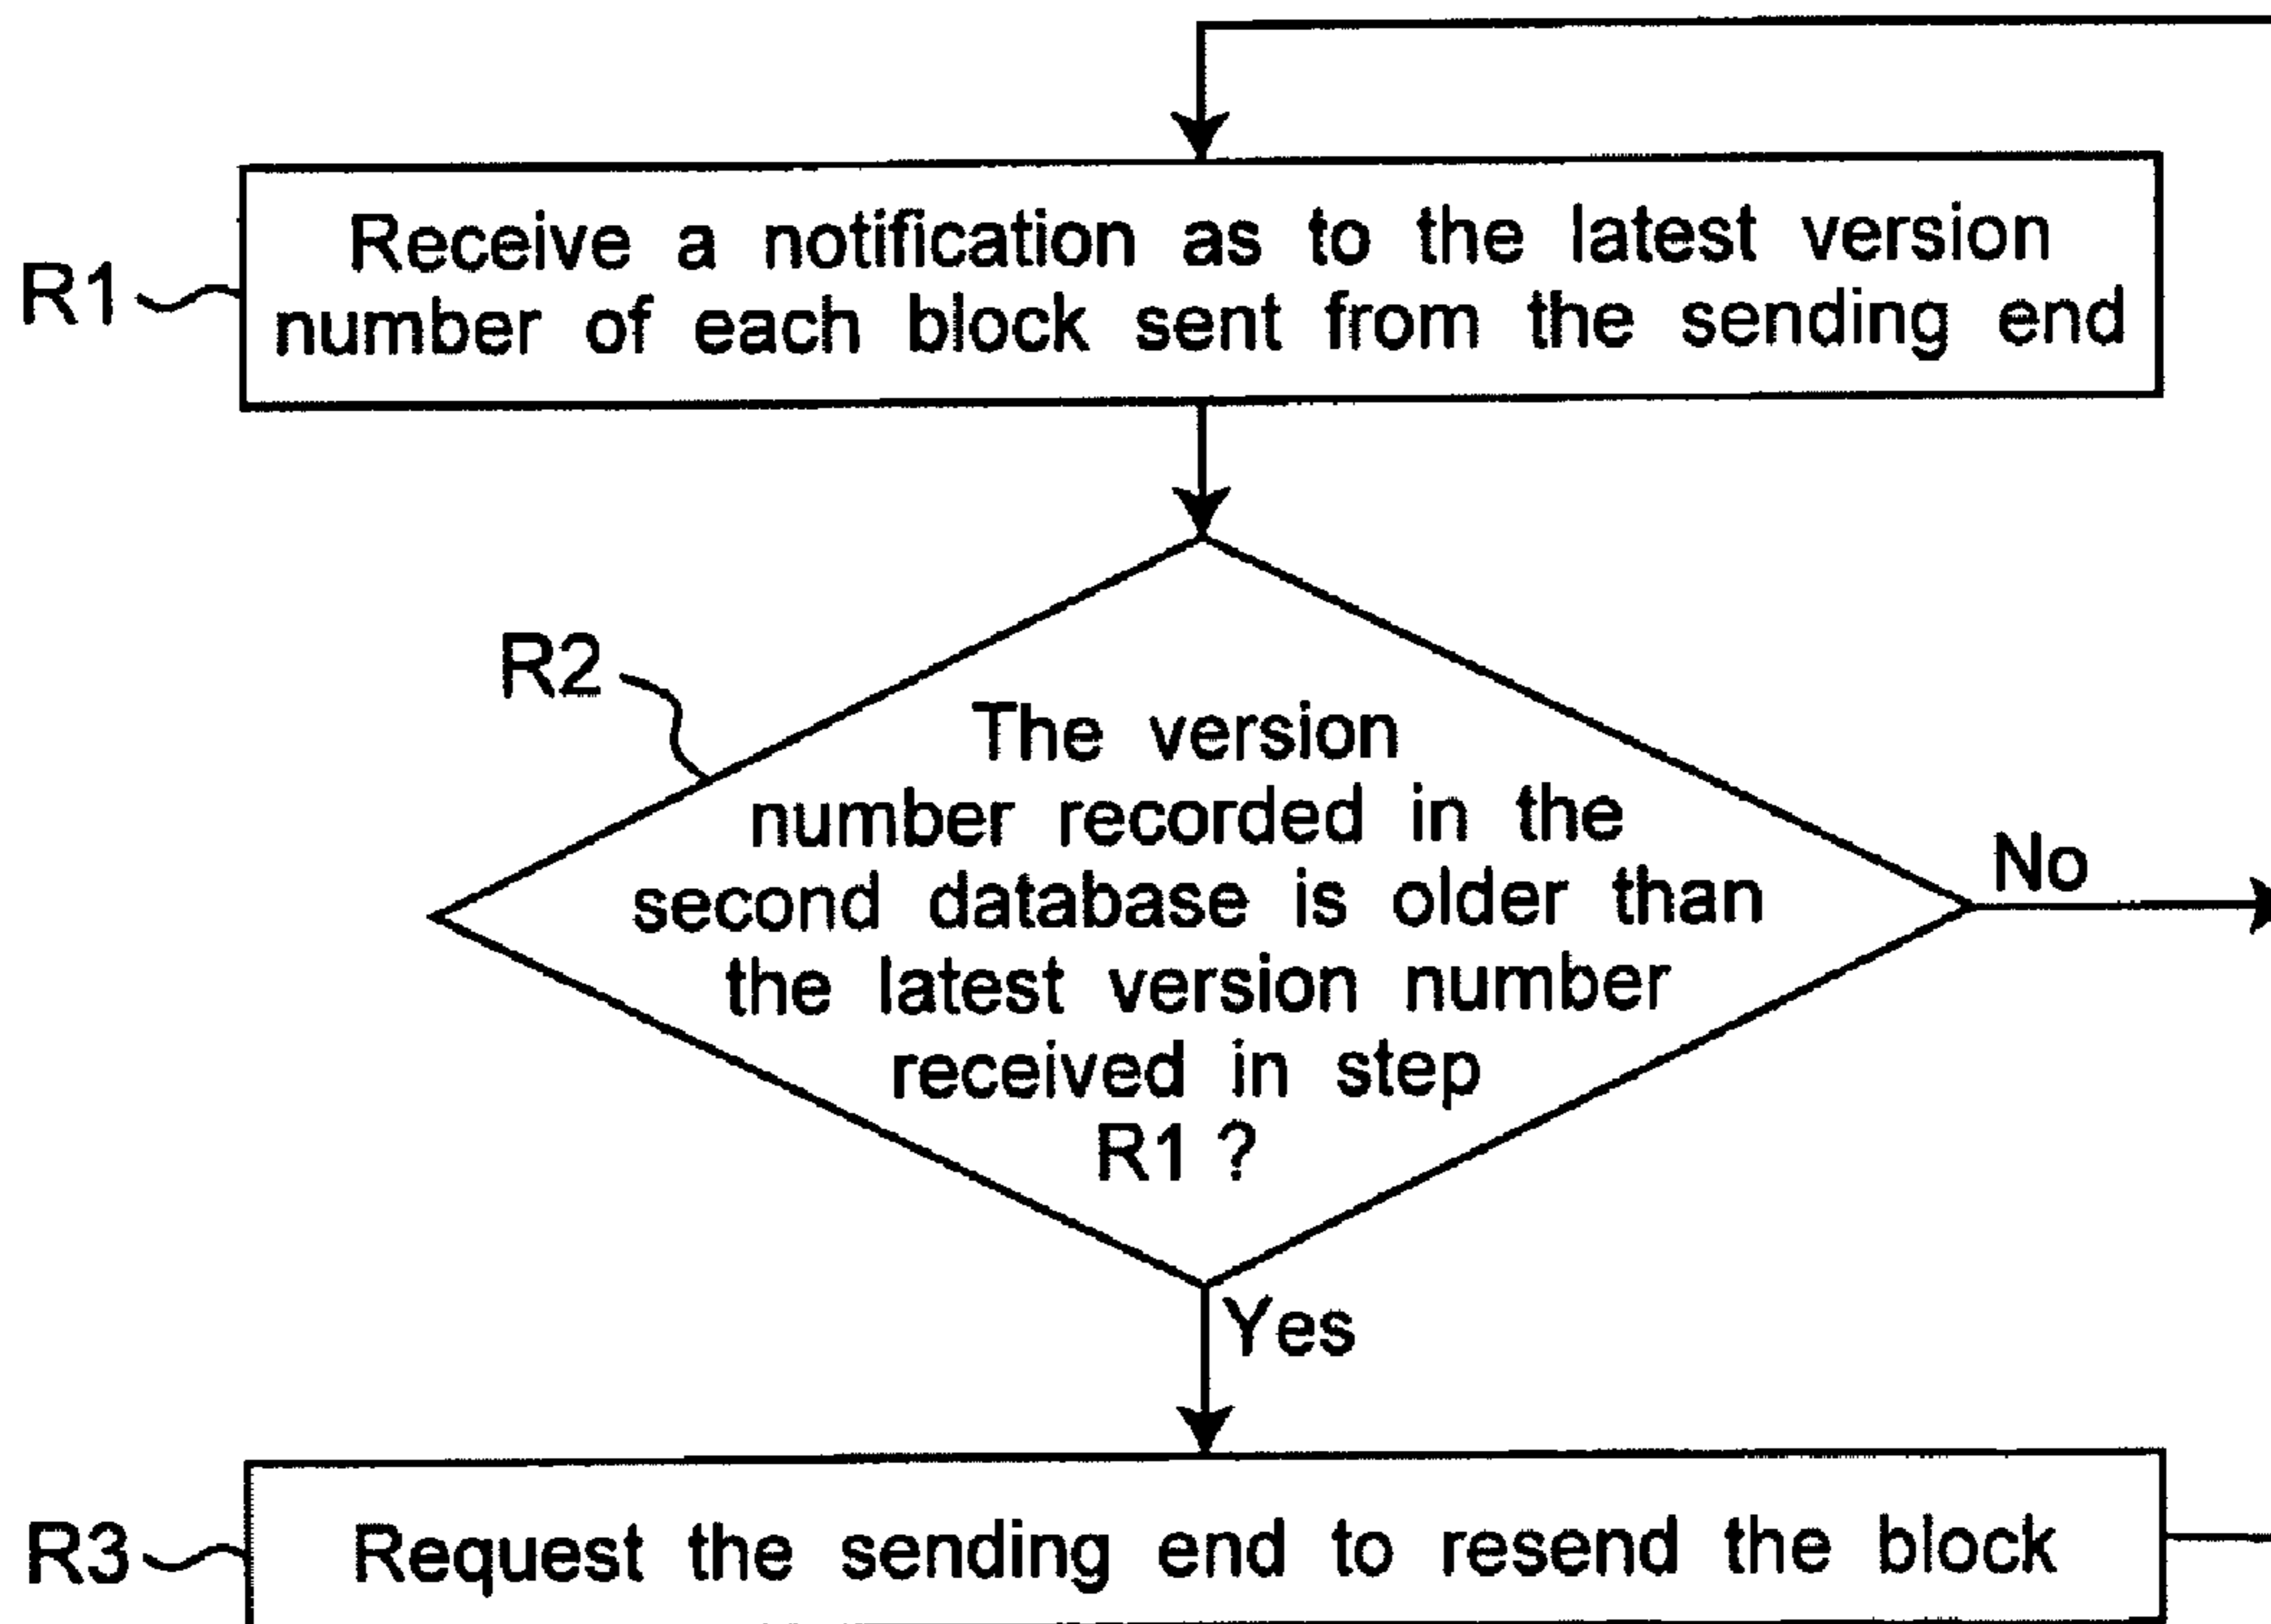 Receive a notification as to the latest version
R1
number of each block sent from the sending end
R2
The version
number recorded in the
second database is older than
No
the latest version number
received in step
R1 ?
Yes
R3
Request the sending end to resend the block